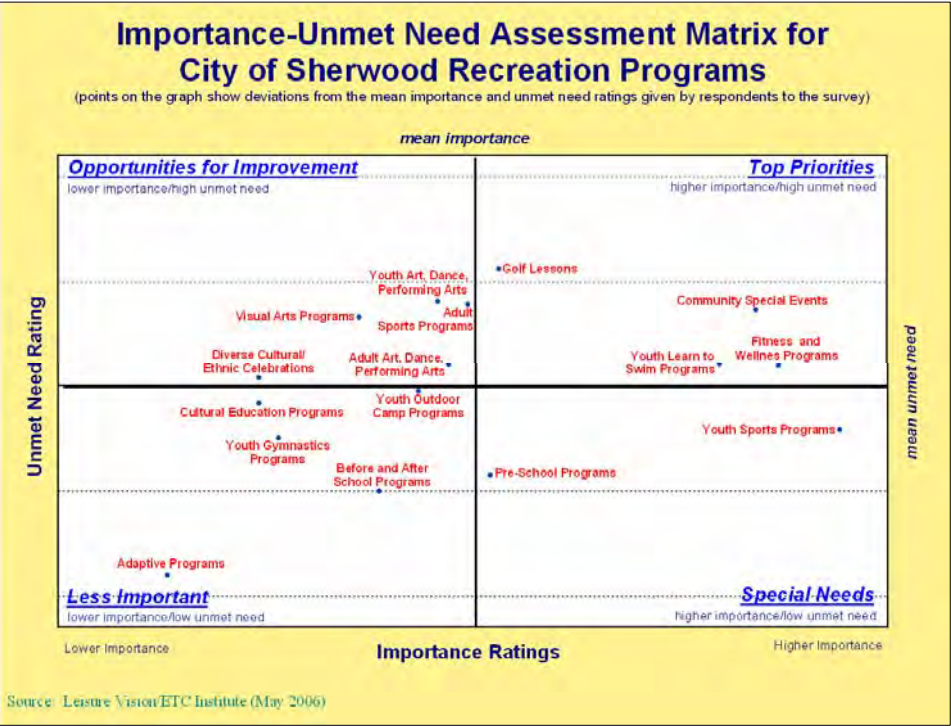 Importance-Unmet Need Assessment Matrix for
City of Sherwood Recreation Programs
(points on the graph show deviations from the mean importance and unmet need ratings given by respondents to the survey)
mean importance
Opportunities for Improvement
lower importance/high unmet need
Top Priorities
higher importance/high unmet need
Golf Lessons
Youth Art, Dance,
Performing Arts
Community Special Events
Visual Arts Programs
Adult
Sports Programs
Fitness and
Wellnes Programs
Diverse Cultural/
Ethnic Celebrations
Adult Art, Dance,
Performing Arts
Youth Learn to
Swim Programs
Unmet Need Rating
mean unmet need
Youth Outdoor
Camp Programs
Cultural Education Programs
Youth Sports Programs
Youth Gymnastics
Programs
Before and After
School Programs
Pre-School Programs
Adaptive Programs
Less Important
lower importance/low unmet need
Special Needs
higher importance/low unmet need
Lower Importance
Importance Ratings
Higher Importance
Source: Leisure Vision/ETC Institute (May 2006)